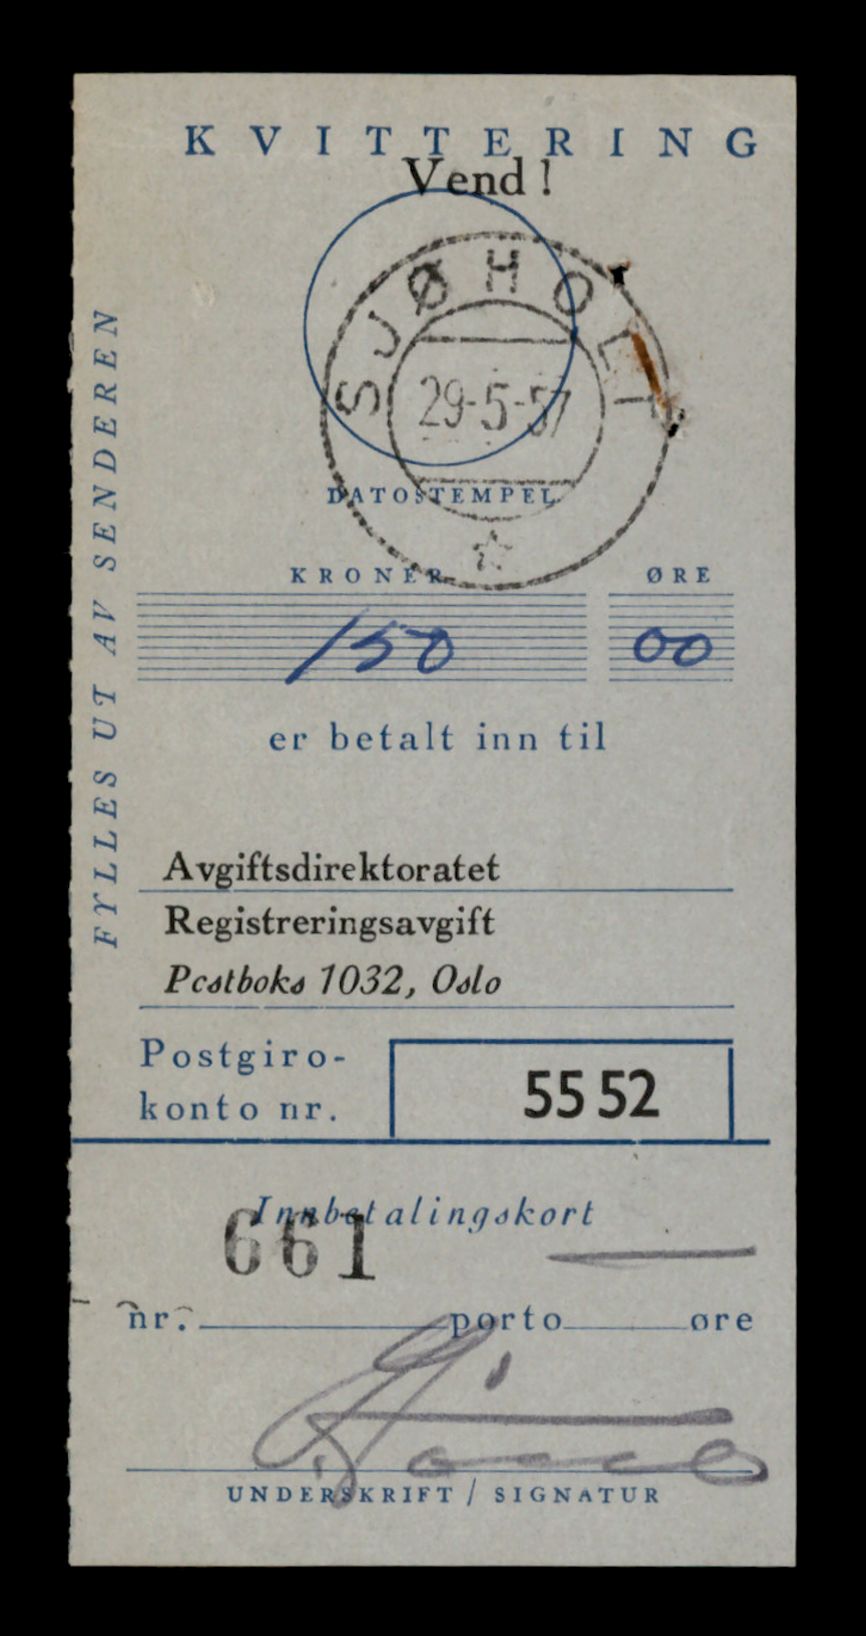 KVITTERING
Vend !
SJØHOLT
29-5-57
DATOSTEMPEL
KRONER ØRE
150 00
er betalt inn til
FYLLES UT AV SENDEREN
Avgiftsdirektoratet
Registreringsavgift
Postboks 1032, Oslo
Postgiro-
konto nr. 5552
Innbetalingskort
661
nr. porto øre
UNDERSKRIFT / SIGNATUR